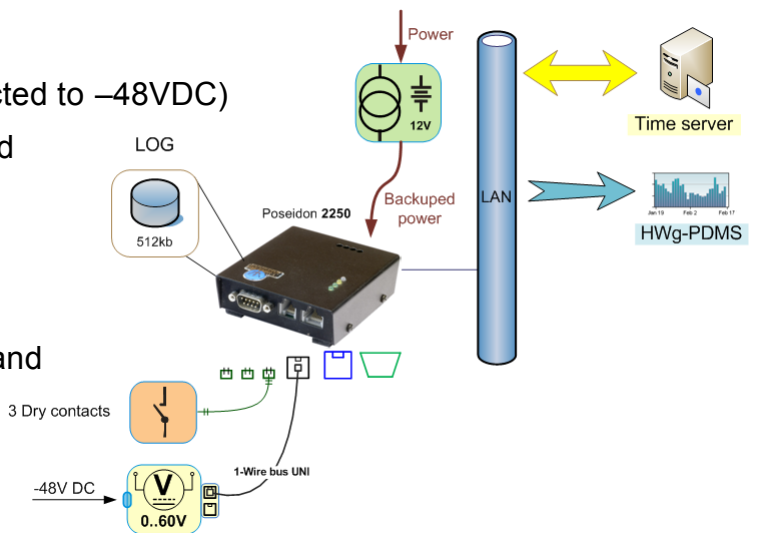 Power
cted to –48VDC)
12V
Time server
d
LOG
LAN
Backuped
power
Poseidon 2250
512kb
Jan 19 Feb 2 Feb 17
HWg-PDMS
and
3 Dry contacts
1-Wire bus UNI
-48V DC
V
0..60V